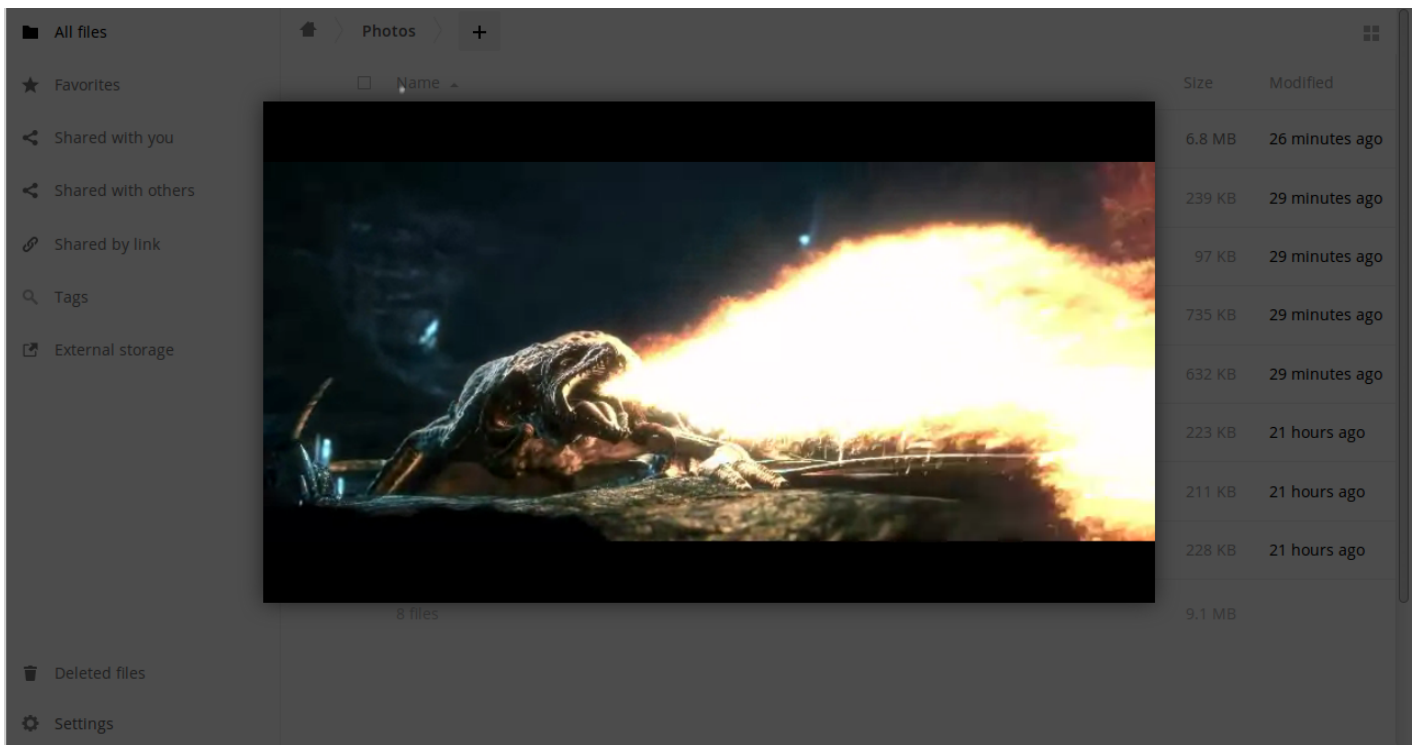 All files
Favorites
Shared with you
Shared with others
Shared by link
Tags
External storage
Deleted files
Settings
Photos +
Name Size Modified
6.8 MB 26 minutes ago
239 KB 29 minutes ago
97 KB 29 minutes ago
735 KB 29 minutes ago
632 KB 29 minutes ago
223 KB 21 hours ago
211 KB 21 hours ago
228 KB 21 hours ago
8 files 9.1 MB